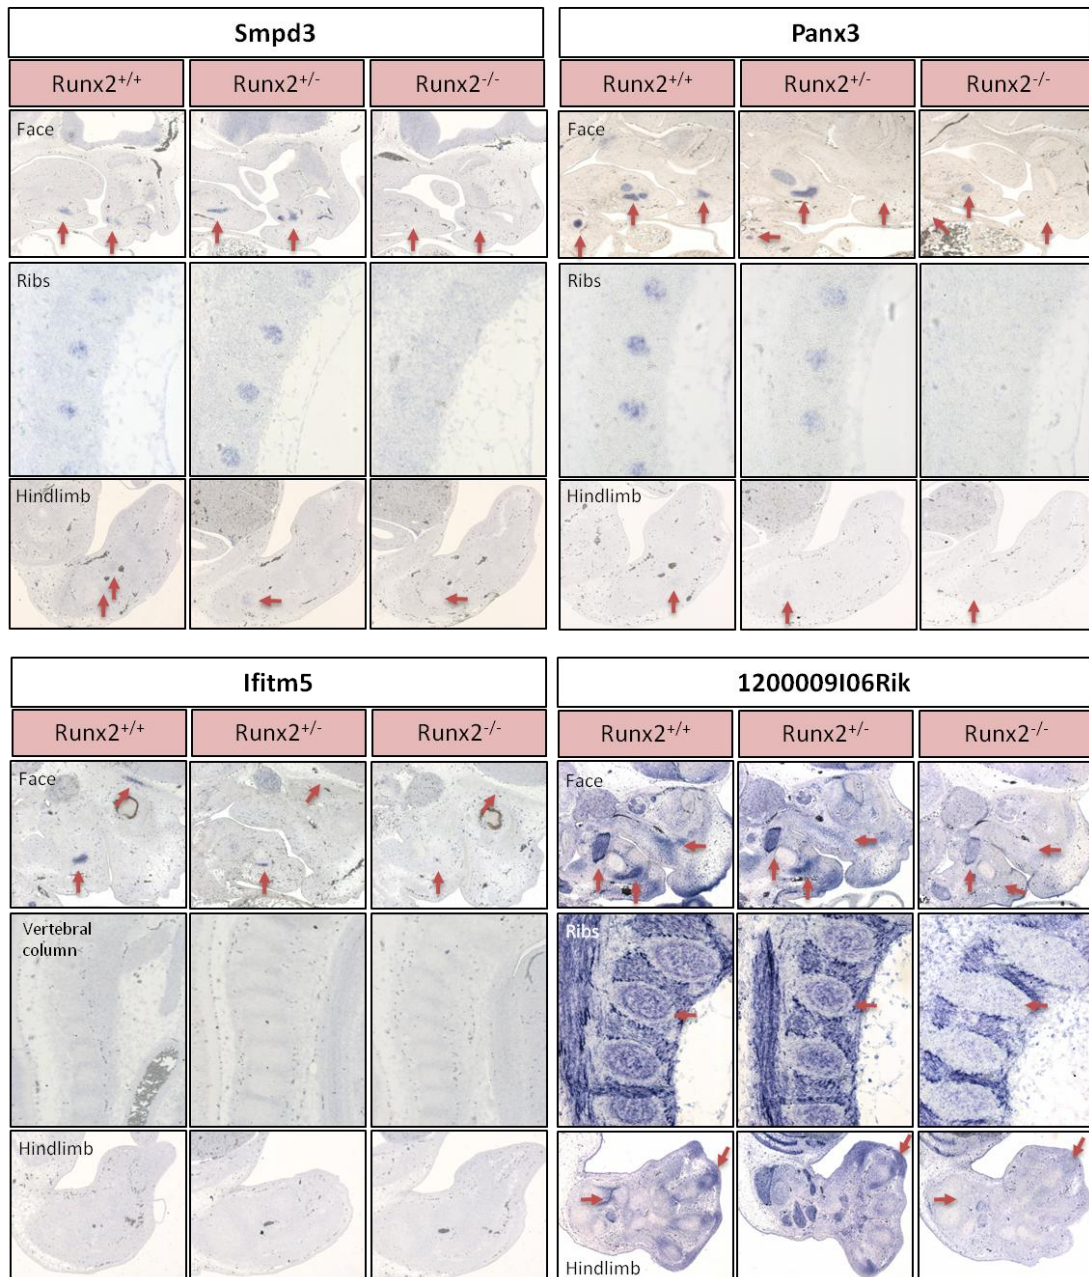 Smpd3
Runx2+/+ Runx2+/- Runx2-/-
Face
Ribs
Hindlimb
Panx3
Runx2+/+ Runx2+/- Runx2-/-
Face
Ribs
Hindlimb
Ifitm5
Runx2+/+ Runx2+/- Runx2-/-
Face
Vertebral
column
Hindlimb
1200009I06Rik
Runx2+/+ Runx2+/- Runx2-/-
Face
Ribs
Hindlimb